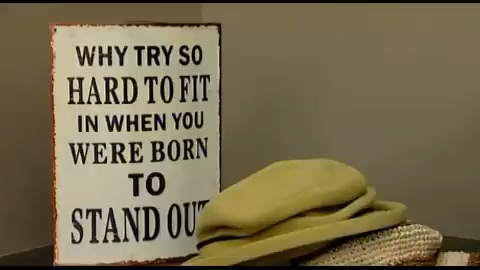 WHY TRY SO
HARD TO FIT
IN WHEN YOU
WERE BORN
TO
STAND OUT